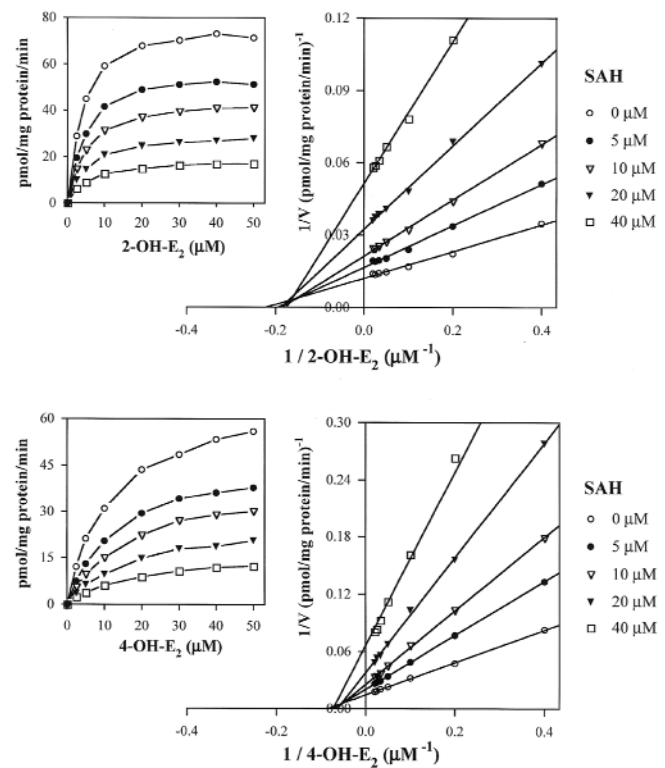 pmol/mg protein/min
80
60
40
20
0
0 10 20 30 40 50
2-OH-E₂ (μM)
1/V (pmol/mg protein/min)⁻¹
0.12
0.09
0.06
0.03
0.00
-0.4 -0.2 0.0 0.2 0.4
1 / 2-OH-E₂ (μM⁻¹)
SAH
0 μM
5 μM
10 μM
20 μM
40 μM
pmol/mg protein/min
60
45
30
15
0
0 10 20 30 40 50
4-OH-E₂ (μM)
1/V (pmol/mg protein/min)⁻¹
0.30
0.24
0.18
0.12
0.06
0.00
-0.4 -0.2 0.0 0.2 0.4
1 / 4-OH-E₂ (μM⁻¹)
SAH
0 μM
5 μM
10 μM
20 μM
40 μM